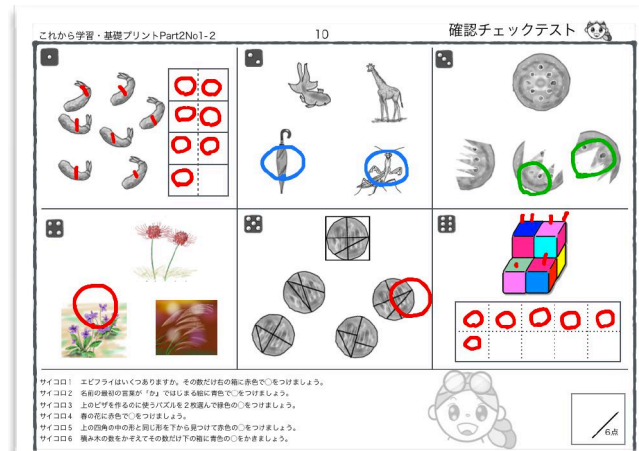 これから学習・基礎プリントPart2No1-2 10 確認チェックテスト
サイコロ1 エビフライはいくつありますか。その数だけ右の箱に赤色で○をつけましょう。
サイコロ2 名前の最初の言葉が「か」ではじまる絵に青色で○をつけましょう。
サイコロ3 上のピザを作るのに使うパズルを2枚選んで緑色の○をつけましょう。
サイコロ4 春の花に赤色で○をつけましょう。
サイコロ5 上の四角の中の形と同じ形を下から見つけて赤色の○をつけましょう。
サイコロ6 積み木の数をかぞえてその数だけ下の箱に青色の○をかきましょう。
6点